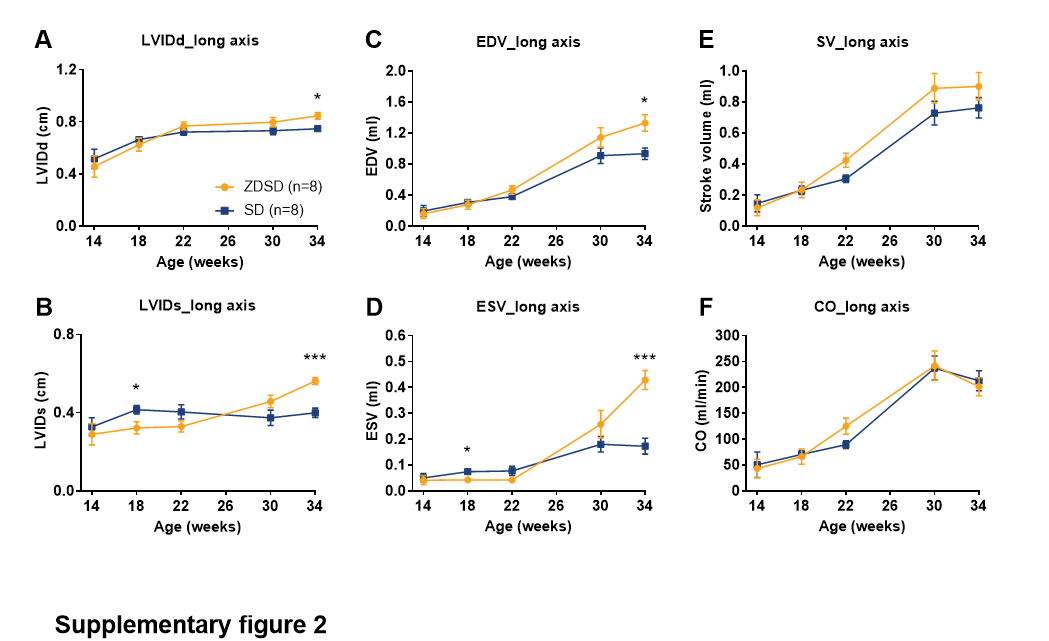 A
LVIDd_long axis
1.2
0.8
0.4
0.0
LVIDd (cm)
*
ZDSD (n=8)
SD (n=8)
14 18 22 26 30 34
Age (weeks)
C
EDV_long axis
2.0
1.6
1.2
0.8
0.4
0.0
EDV (ml)
*
14 18 22 26 30 34
Age (weeks)
E
SV_long axis
1.0
0.8
0.6
0.4
0.2
0.0
Stroke volume (ml)
14 18 22 26 30 34
Age (weeks)
B
LVIDs_long axis
0.8
0.4
0.0
LVIDs (cm)
*
***
14 18 22 26 30 34
Age (weeks)
D
ESV_long axis
0.6
0.5
0.4
0.3
0.2
0.1
0.0
ESV (ml)
*
***
14 18 22 26 30 34
Age (weeks)
F
CO_long axis
300
250
200
150
100
50
0
CO (ml/min)
14 18 22 26 30 34
Age (weeks)
Supplementary figure 2